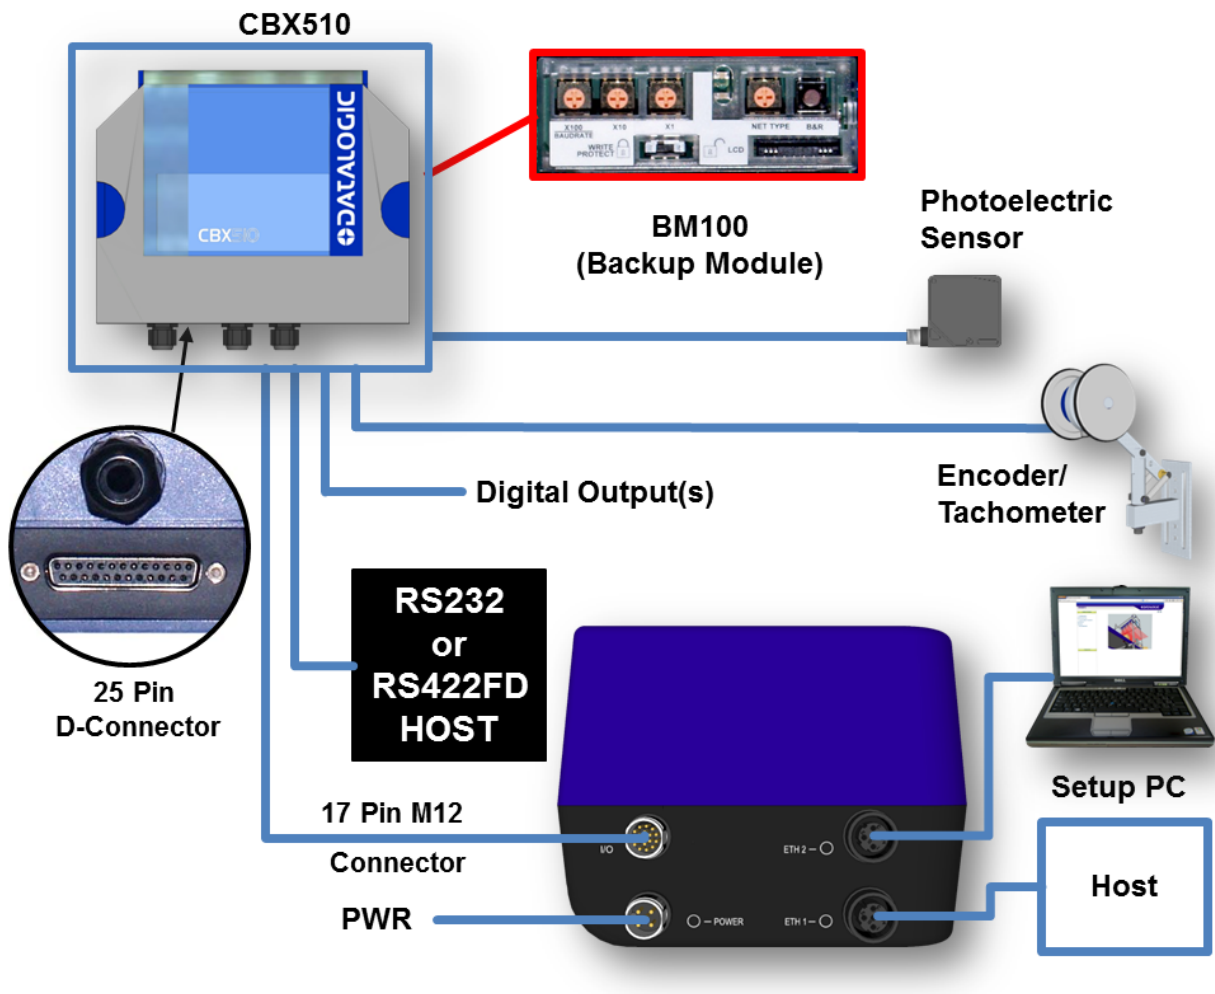 CBX510
DATALOGIC
CBX510
X100
BAUDRATE
X10
X1
NET TYPE
B&R
WRITE
PROTECT
LCD
BM100
(Backup Module)
Photoelectric
Sensor
Encoder/
Tachometer
Digital Output(s)
25 Pin
D-Connector
RS232
or
RS422FD
HOST
Setup PC
17 Pin M12
Connector
I/O
ETH 2
PWR
POWER
ETH 1
Host